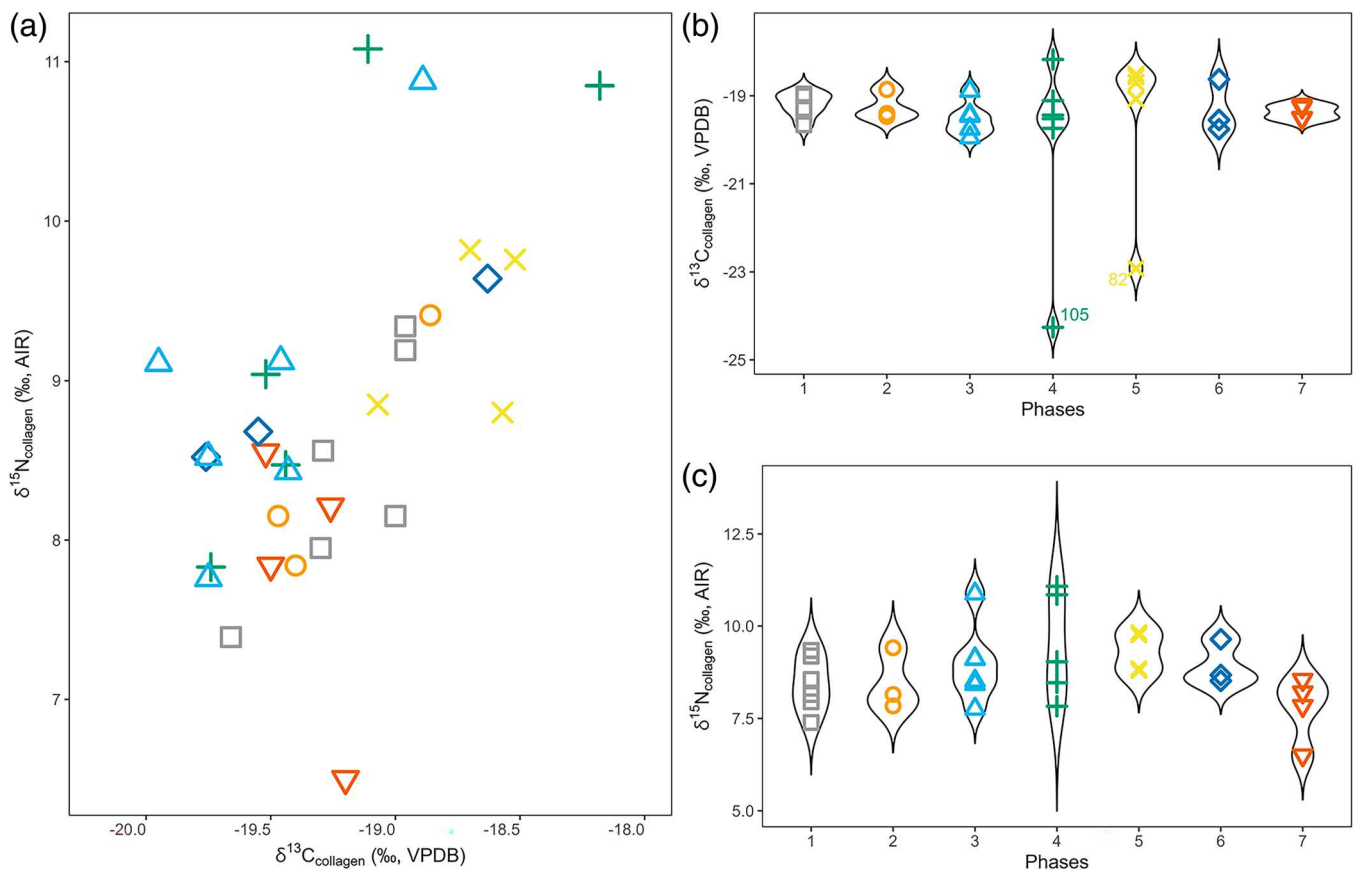 (a)
11
10
9
8
7
δ15Ncollagen (‰, AIR)
-20.0 -19.5 -19.0 -18.5 -18.0
δ13Ccollagen (‰, VPDB)
(b)
-19
-21
-23
-25
δ13Ccollagen (‰, VPDB)
82
105
1 2 3 4 5 6 7
Phases
(c)
12.5
10.0
7.5
5.0
δ15Ncollagen (‰, AIR)
1 2 3 4 5 6 7
Phases